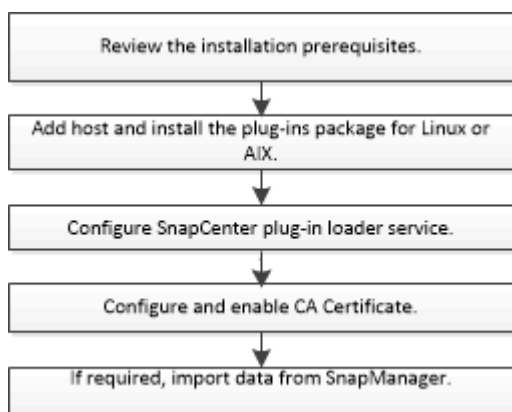 Review the installation prerequisites.
Add host and install the plug-ins package for Linux or
AIX.
Configure SnapCenter plug-in loader service.
Configure and enable CA Certificate.
If required, import data from SnapManager.